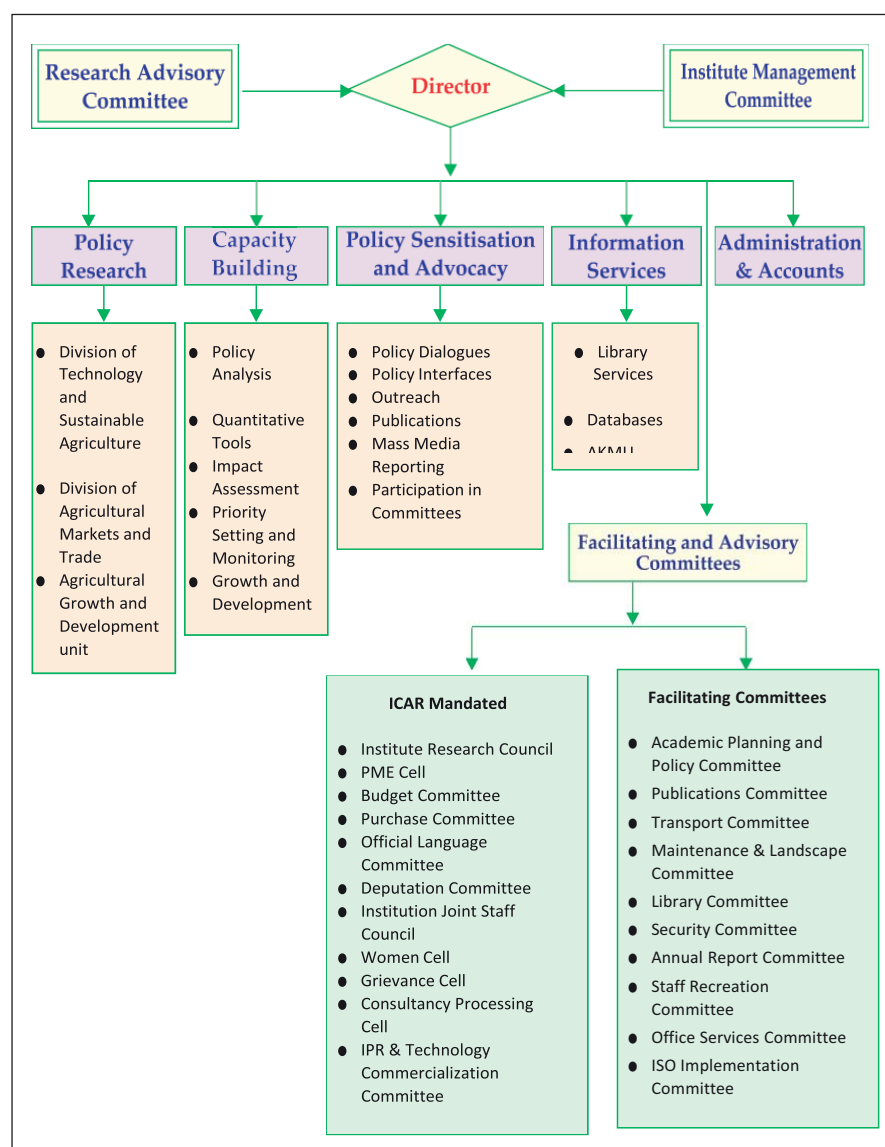 Research Advisory
Committee
Director
Institute Management
Committee
Policy
Research
Capacity
Building
Policy Sensitisation
and Advocacy
Information
Services
Administration
& Accounts
● Division of
Technology
and
Sustainable
Agriculture
● Division of
Agricultural
Markets and
Trade
● Agricultural
Growth and
Development
unit
● Policy
Analysis
● Quantitative
Tools
● Impact
Assessment
● Priority
Setting and
Monitoring
● Growth and
Development
● Policy Dialogues
● Policy Interfaces
● Outreach
● Publications
● Mass Media
Reporting
● Participation in
Committees
● Library
Services
● Databases
● AKMU
Facilitating and Advisory
Committees
ICAR Mandated
● Institute Research Council
● PME Cell
● Budget Committee
● Purchase Committee
● Official Language
Committee
● Deputation Committee
● Institution Joint Staff
Council
● Women Cell
● Grievance Cell
● Consultancy Processing
Cell
● IPR & Technology
Commercialization
Committee
Facilitating Committees
● Academic Planning and
Policy Committee
● Publications Committee
● Transport Committee
● Maintenance & Landscape
Committee
● Library Committee
● Security Committee
● Annual Report Committee
● Staff Recreation
Committee
● Office Services Committee
● ISO Implementation
Committee